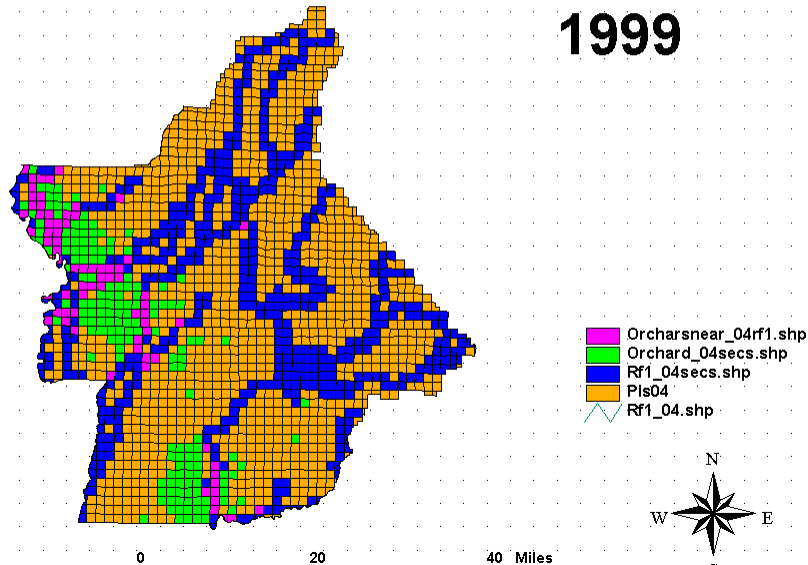 1999
Orcharsnear_04rf1.shp
Orchard_04secs.shp
Rf1_04secs.shp
Pls04
Rf1_04.shp
N
W E
0 20 40 Miles